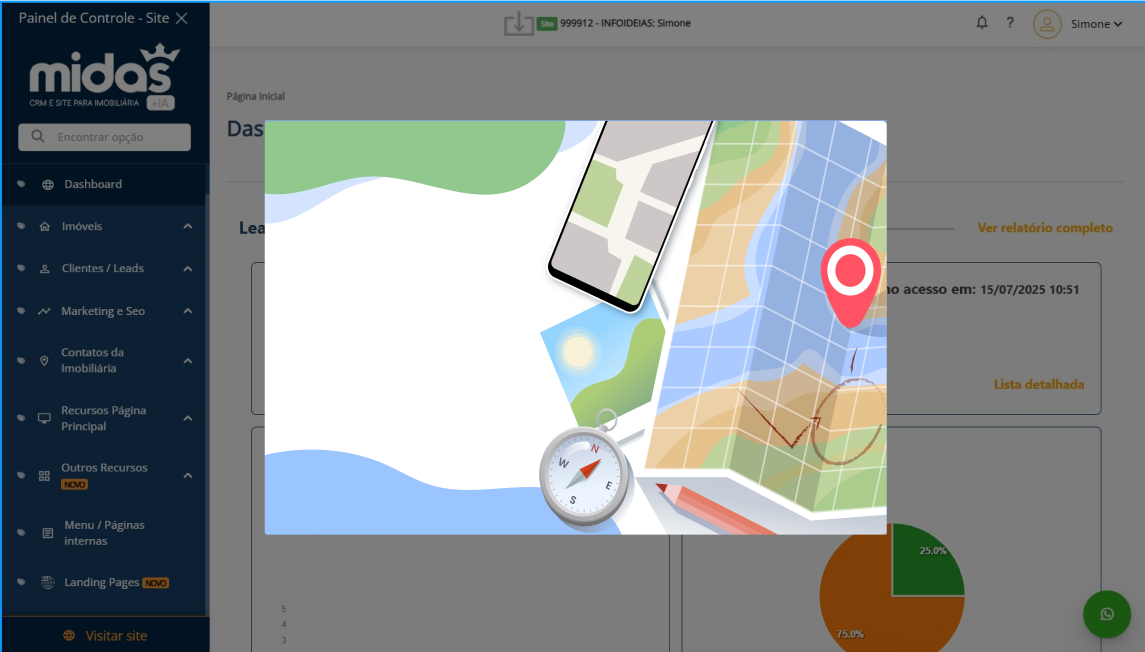 Painel de Controle - Site
midas
CRM E SITE PARA IMOBILIÁRIA +IA
Encontrar opção
Dashboard
Imóveis
Clientes / Leads
Marketing e Seo
Contatos da
Imobiliária
Recursos Página
Principal
Outros Recursos
NOVO
Menu / Páginas
internas
Landing Pages NOVO
Visitar site
Site 999912 - INFOIDEIAS: Simone
?
Simone
Página Inicial
Das
Lea
Ver relatório completo
no acesso em: 15/07/2025 10:51
Lista detalhada
N
W
E
S
5
4
3
25.0%
75.0%